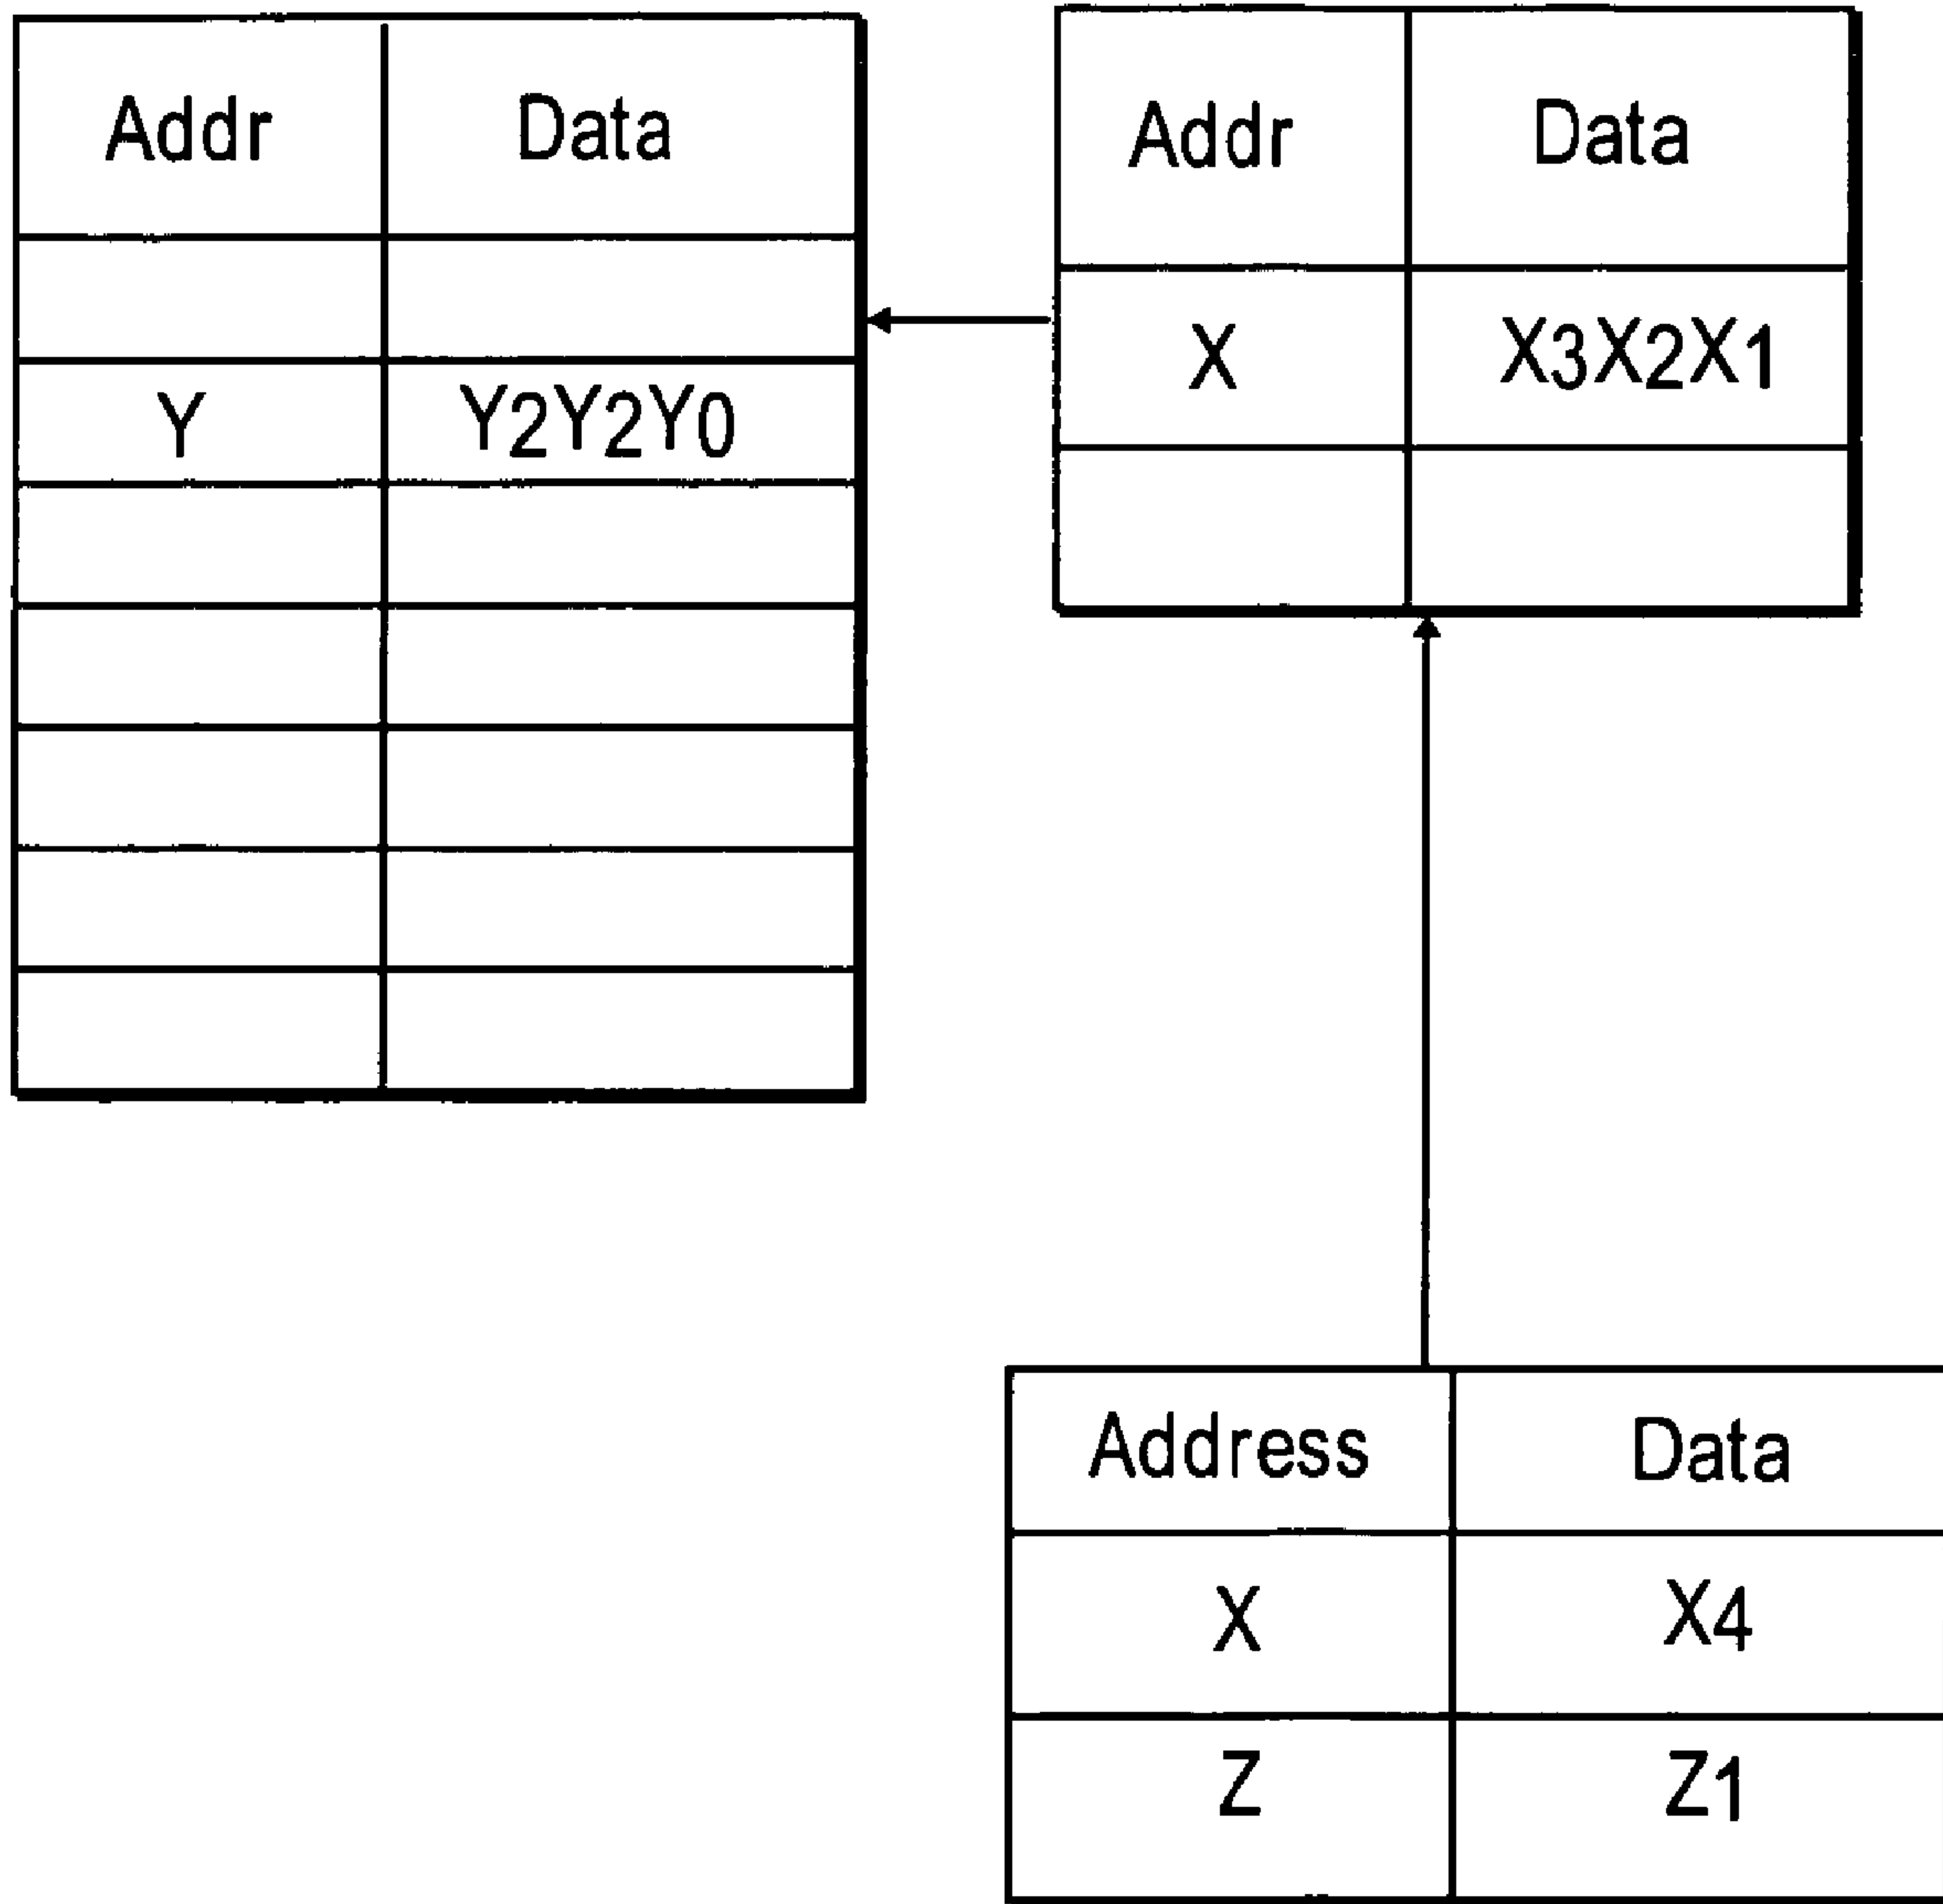 Addr Data
Y Y2Y2Y0
Addr Data
X X3X2X1
Address Data
X X4
Z Z1